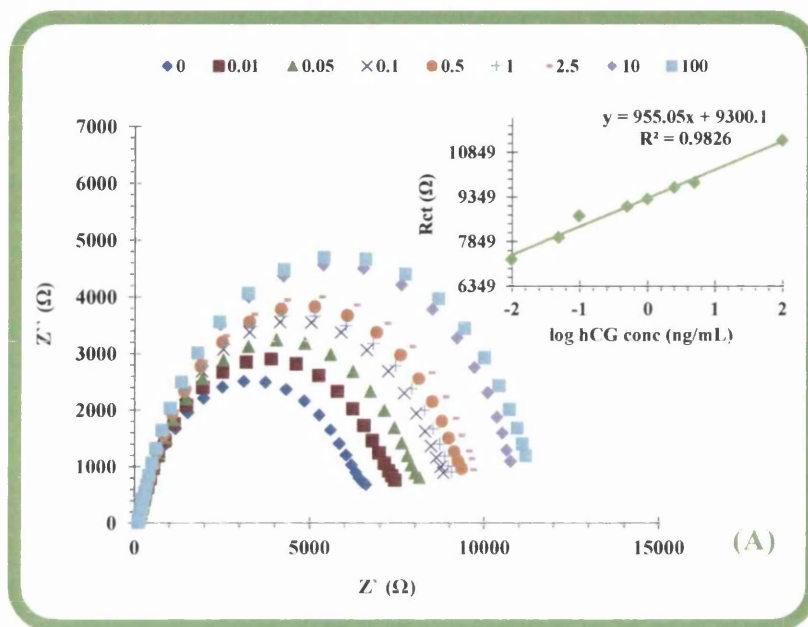 0 0.01 0.05 0.1 0.5 1 2.5 10 100
7000
6000
5000
4000
3000
2000
1000
0
Z`` (Ω)
0 5000 10000 15000
Z` (Ω)
y = 955.05x + 9300.1
R² = 0.9826
10849
9349
7849
6349
Rct (Ω)
-2 -1 0 1 2
log hCG conc (ng/mL)
(A)